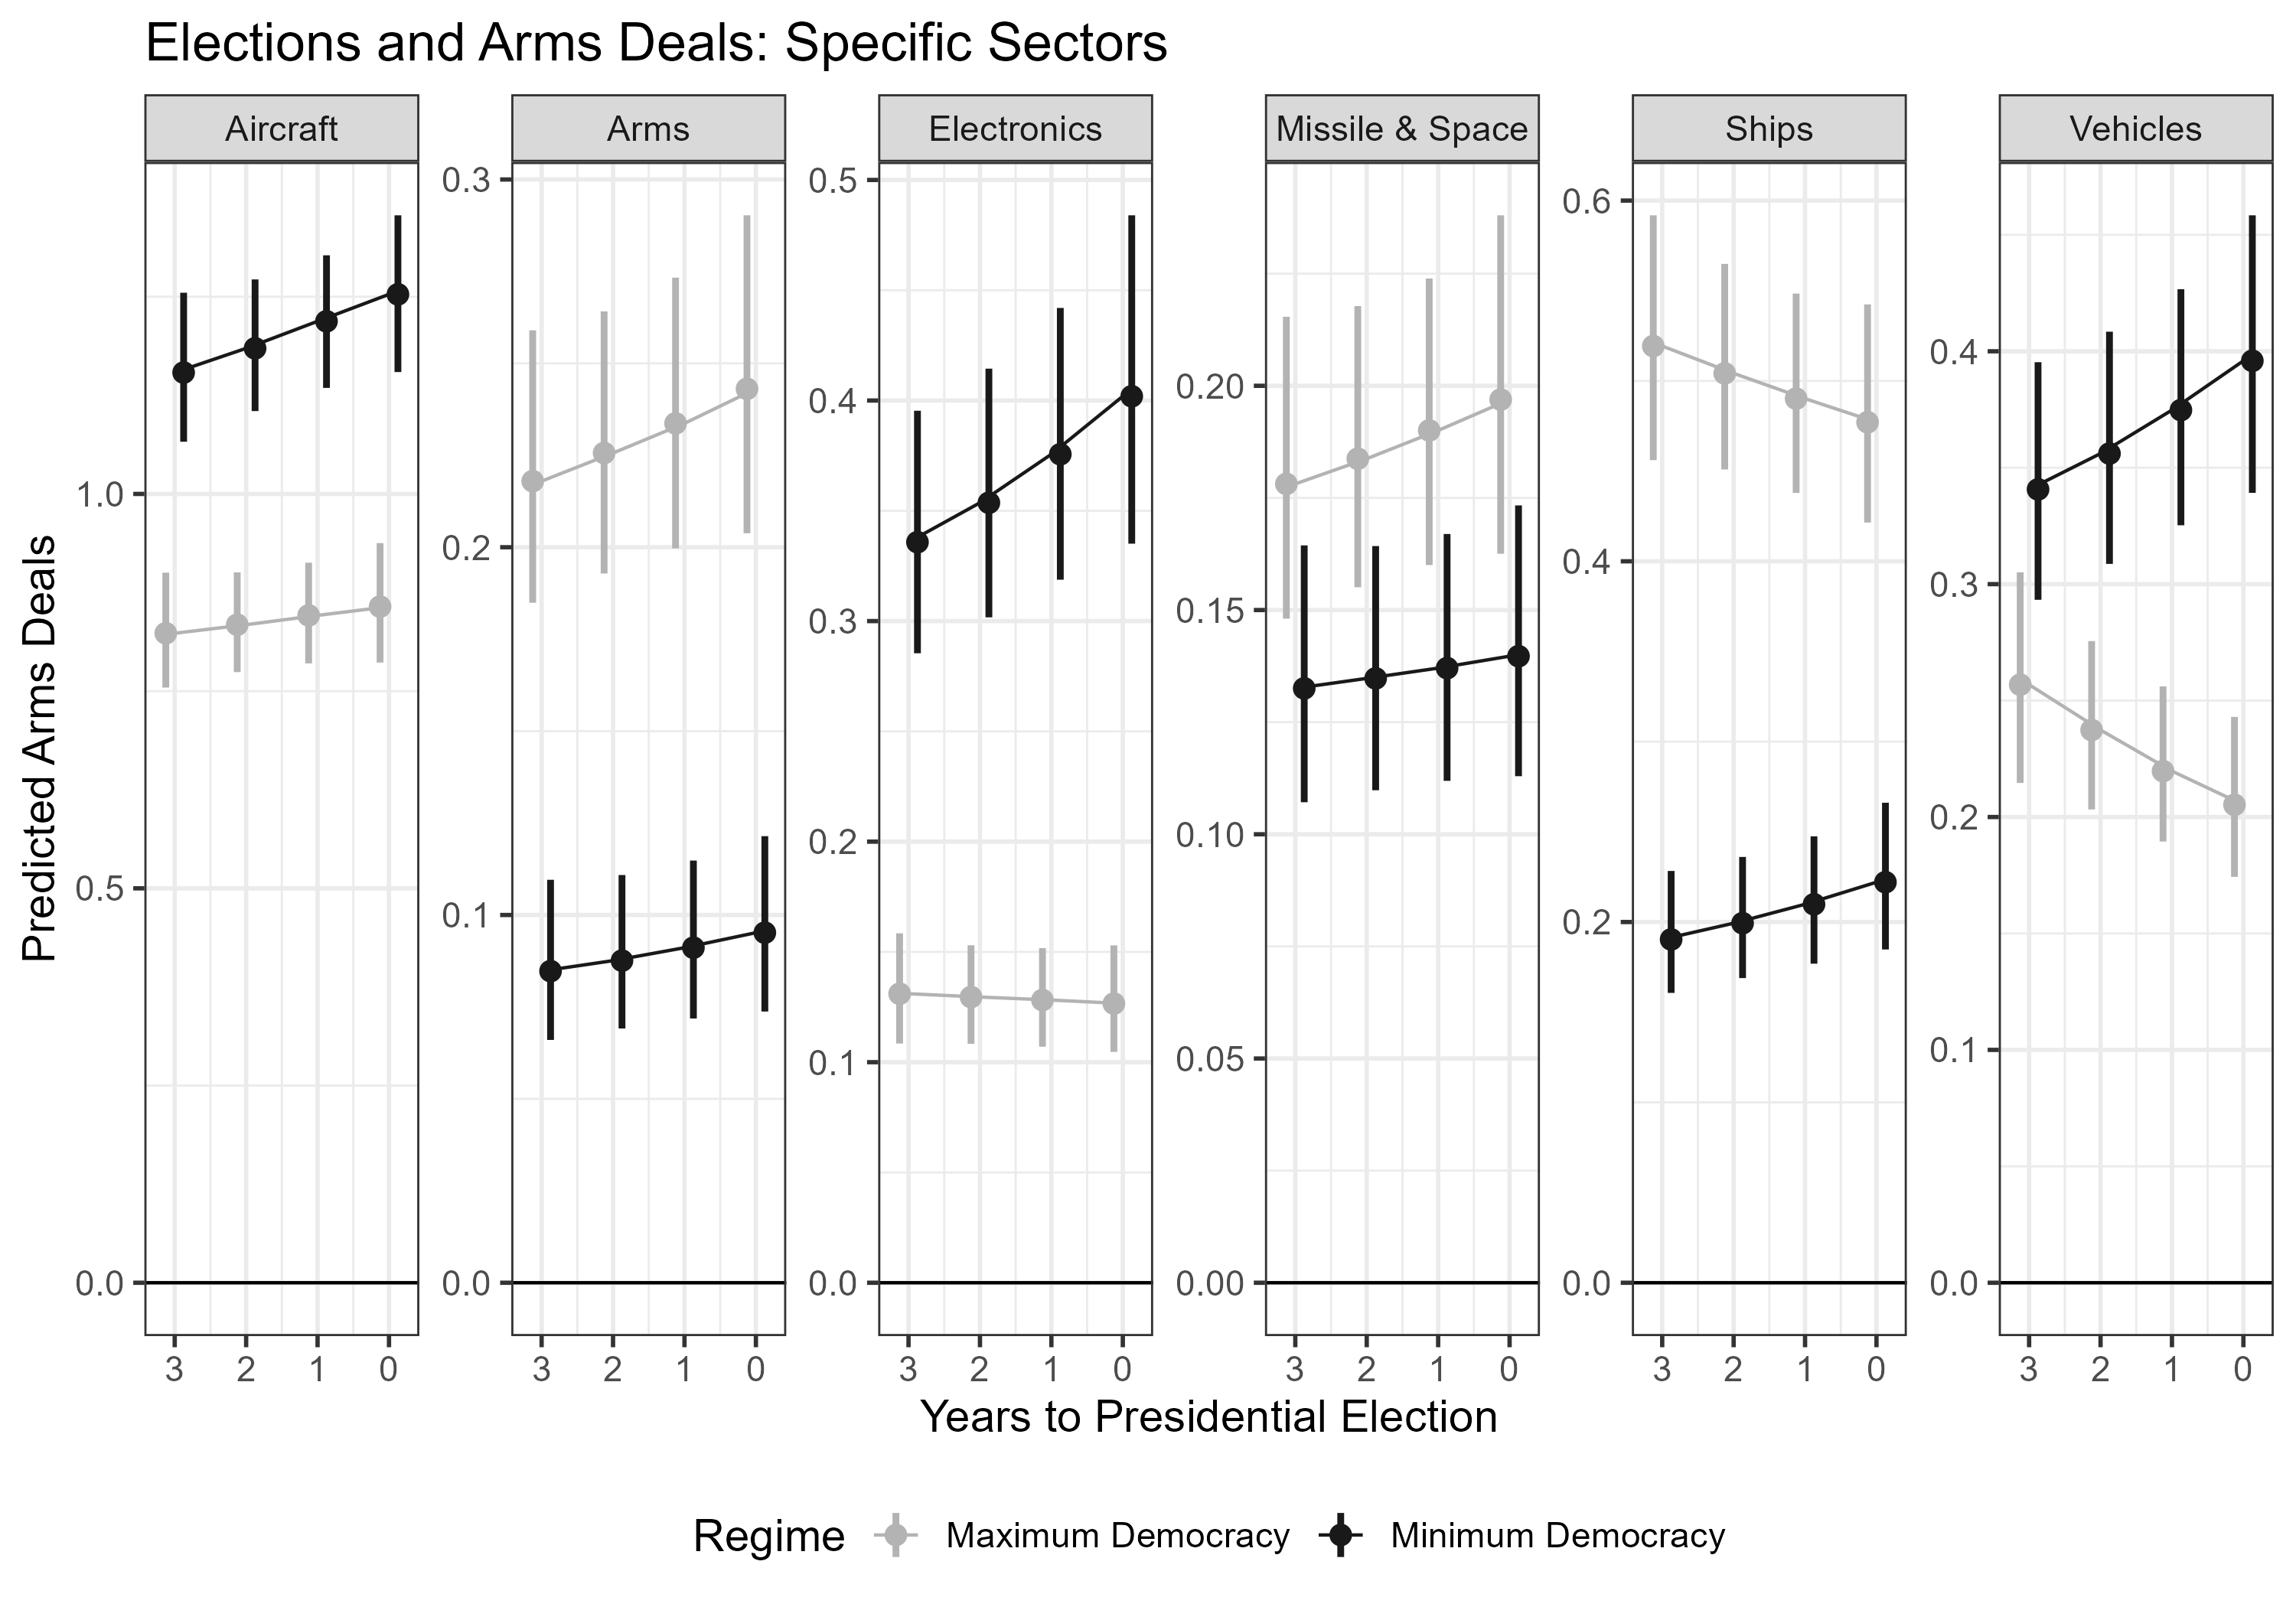 Elections and Arms Deals: Specific Sectors
Aircraft
Arms
Electronics
Missile & Space
Ships
Vehicles
Predicted Arms Deals
1.0
0.5
0.0
0.3
0.2
0.1
0.0
0.5
0.4
0.3
0.2
0.1
0.0
0.20
0.15
0.10
0.05
0.00
0.6
0.4
0.2
0.0
0.4
0.3
0.2
0.1
0.0
3 2 1 0
3 2 1 0
3 2 1 0
3 2 1 0
3 2 1 0
3 2 1 0
Years to Presidential Election
Regime Maximum Democracy Minimum Democracy